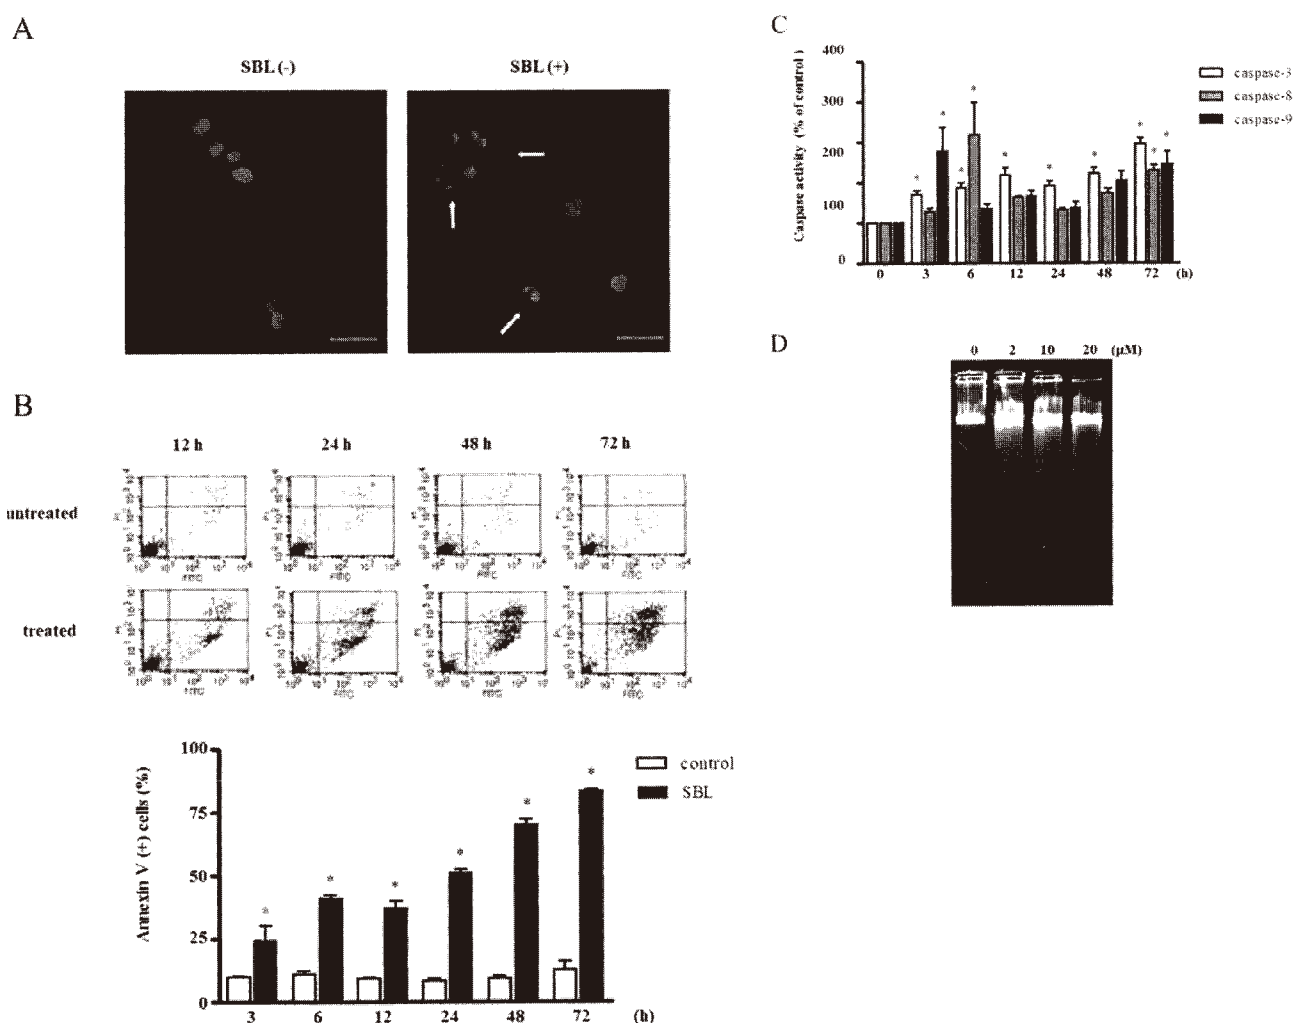 A
SBL (-)
SBL (+)
B
12 h
24 h
48 h
72 h
untreated
treated
FITC
Annexin V (+) cells (%)
100
75
50
25
0
3
6
12
24
48
72
(h)
control
SBL
*
*
*
*
*
*
C
Caspase activity (% of control)
400
300
200
100
0
0
3
6
12
24
48
72
(h)
caspase-3
caspase-8
caspase-9
*
*
*
*
*
*
*
*
*
*
D
0
2
10
20
(μM)